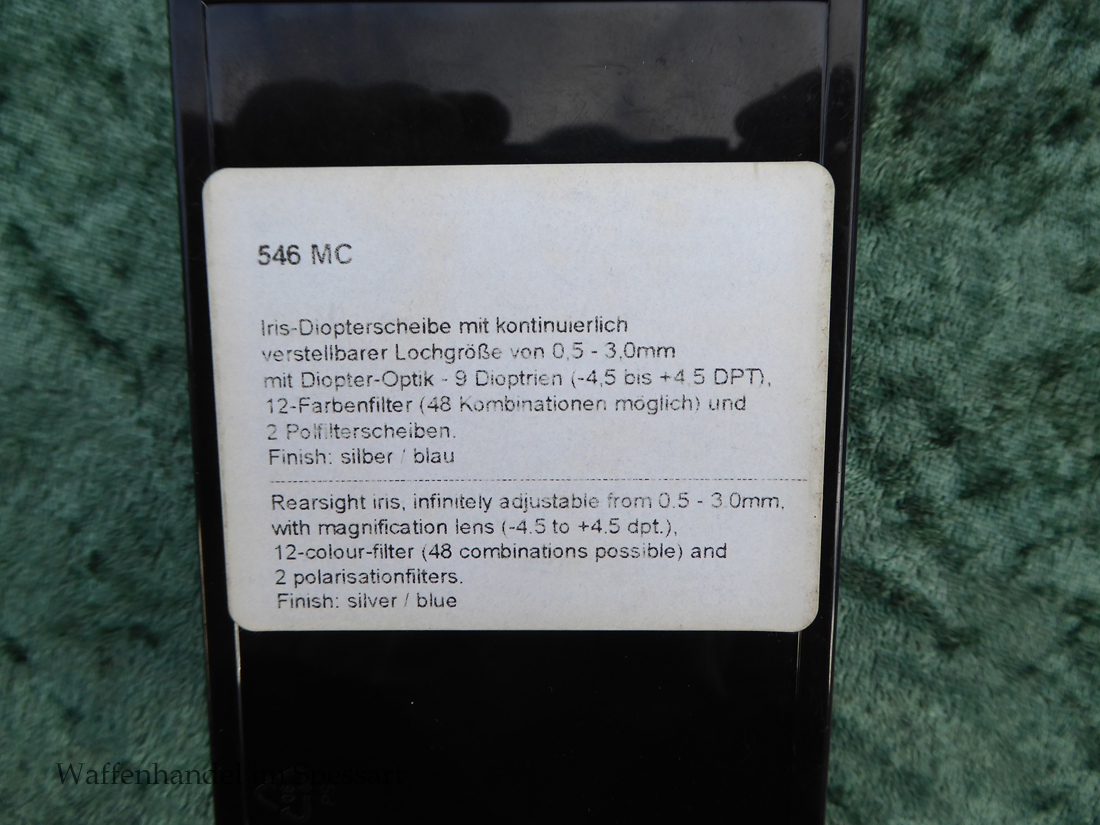 546 MC
Iris-Diopterscheibe mit kontinuierlich
verstellbarer Lochgröße von 0,5 - 3,0mm
mit Diopter-Optik - 9 Dioptrien (-4,5 bis +4,5 DPT),
12-Farbenfilter (48 Kombinationen möglich) und
2 Polfilterscheiben.
Finish: silber / blau
Rearsight iris, infinitely adjustable from 0.5 - 3.0mm,
with magnification lens (-4.5 to +4.5 dpt.),
12-colour-filter (48 combinations possible) and
2 polarisationfilters.
Finish: silver / blue
Waffenhandel